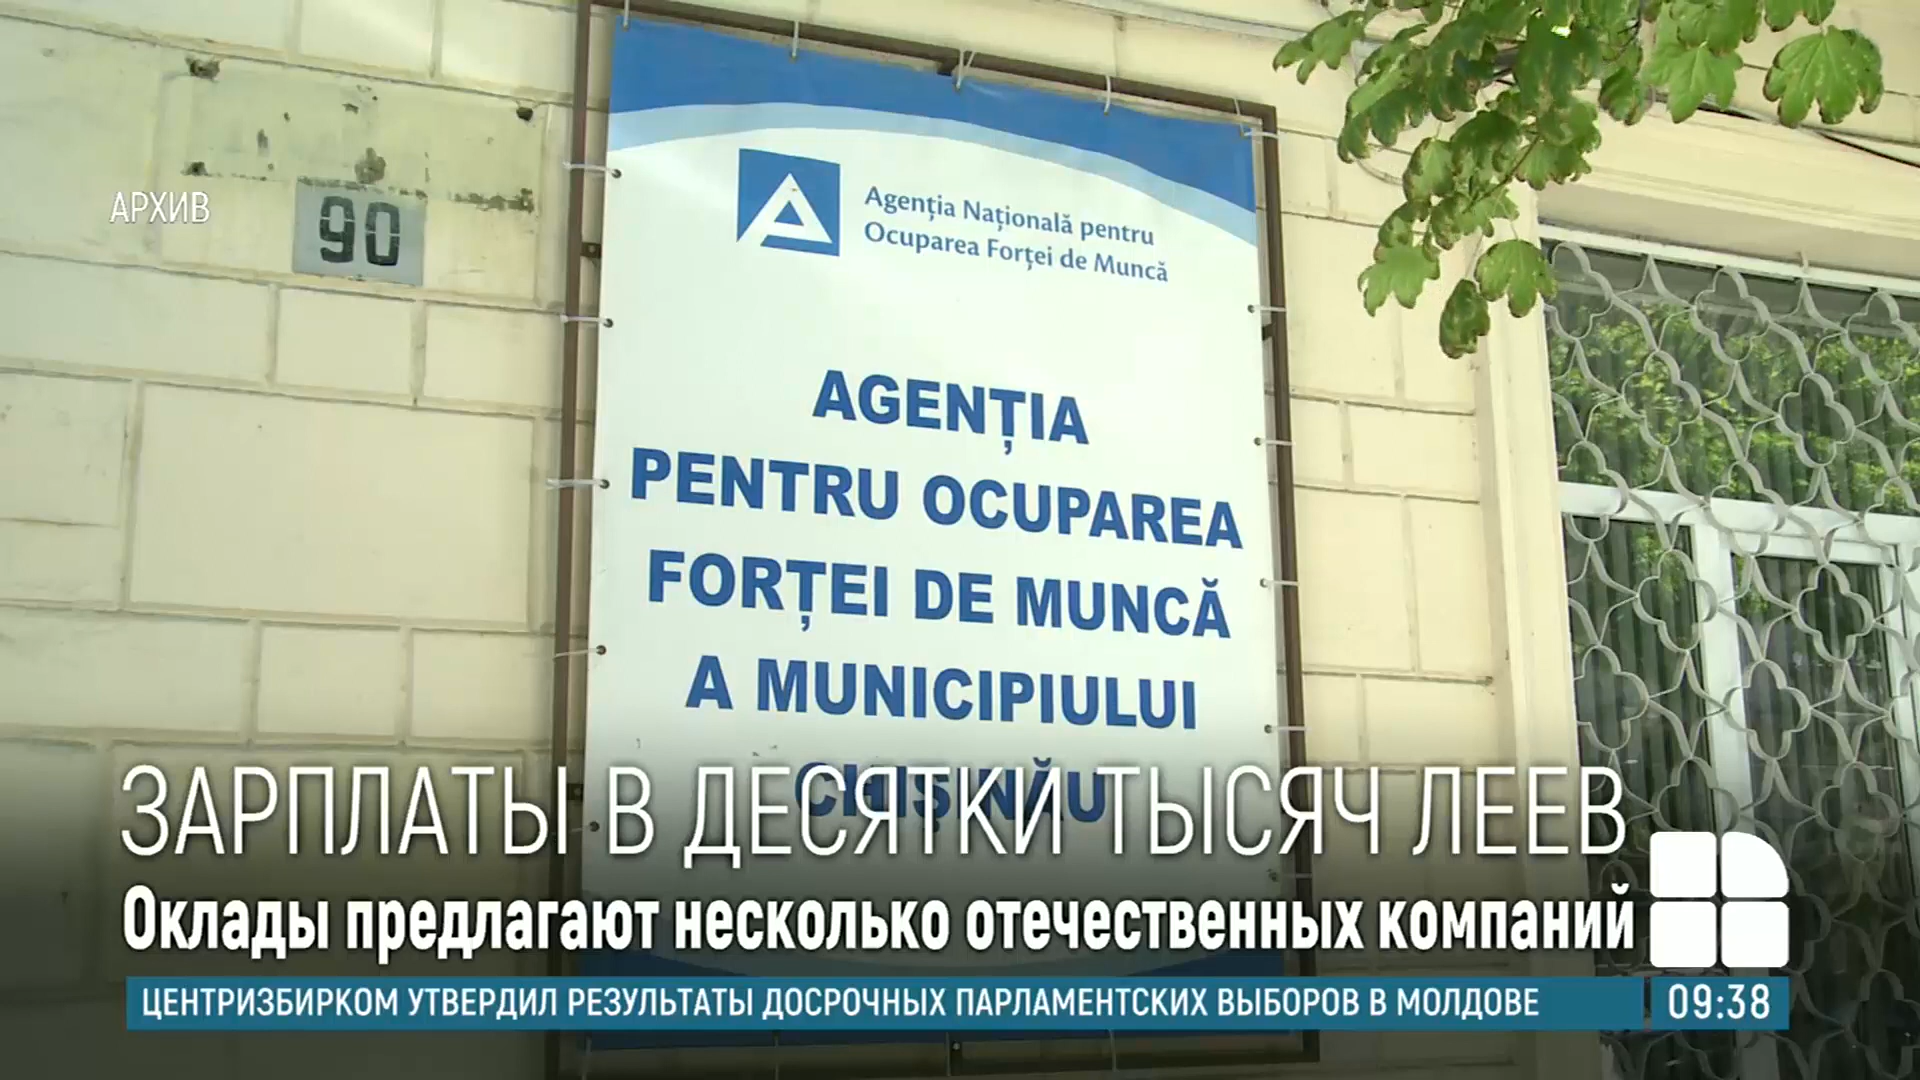 АРХИВ
90
Agenția Națională pentru
Ocuparea Forței de Muncă
AGENȚIA
PENTRU OCUPAREA
FORȚEI DE MUNCĂ
A MUNICIPIULUI
CHIȘINĂU
ЗАРПЛАТЫ В ДЕСЯТКИ ТЫСЯЧ ЛЕЕВ
Оклады предлагают несколько отечественных компаний
ЦЕНТРИЗБИРКОМ УТВЕРДИЛ РЕЗУЛЬТАТЫ ДОСРОЧНЫХ ПАРЛАМЕНТСКИХ ВЫБОРОВ В МОЛДОВЕ
09:38